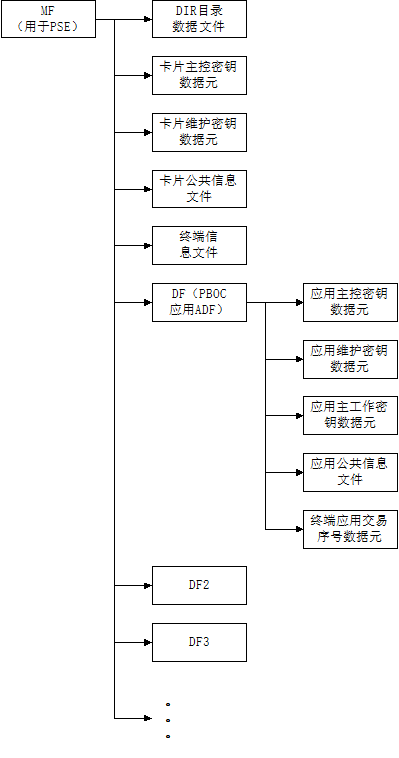 MF
（用于PSE）
DIR目录
数据文件
卡片主控密钥
数据元
卡片维护密钥
数据元
卡片公共信息
文件
终端信
息文件
DF（PBOC
应用ADF）
应用主控密钥
数据元
应用维护密钥
数据元
应用主工作密
钥数据元
应用公共信息
文件
终端应用交易
序号数据元
DF2
DF3
。
。
。